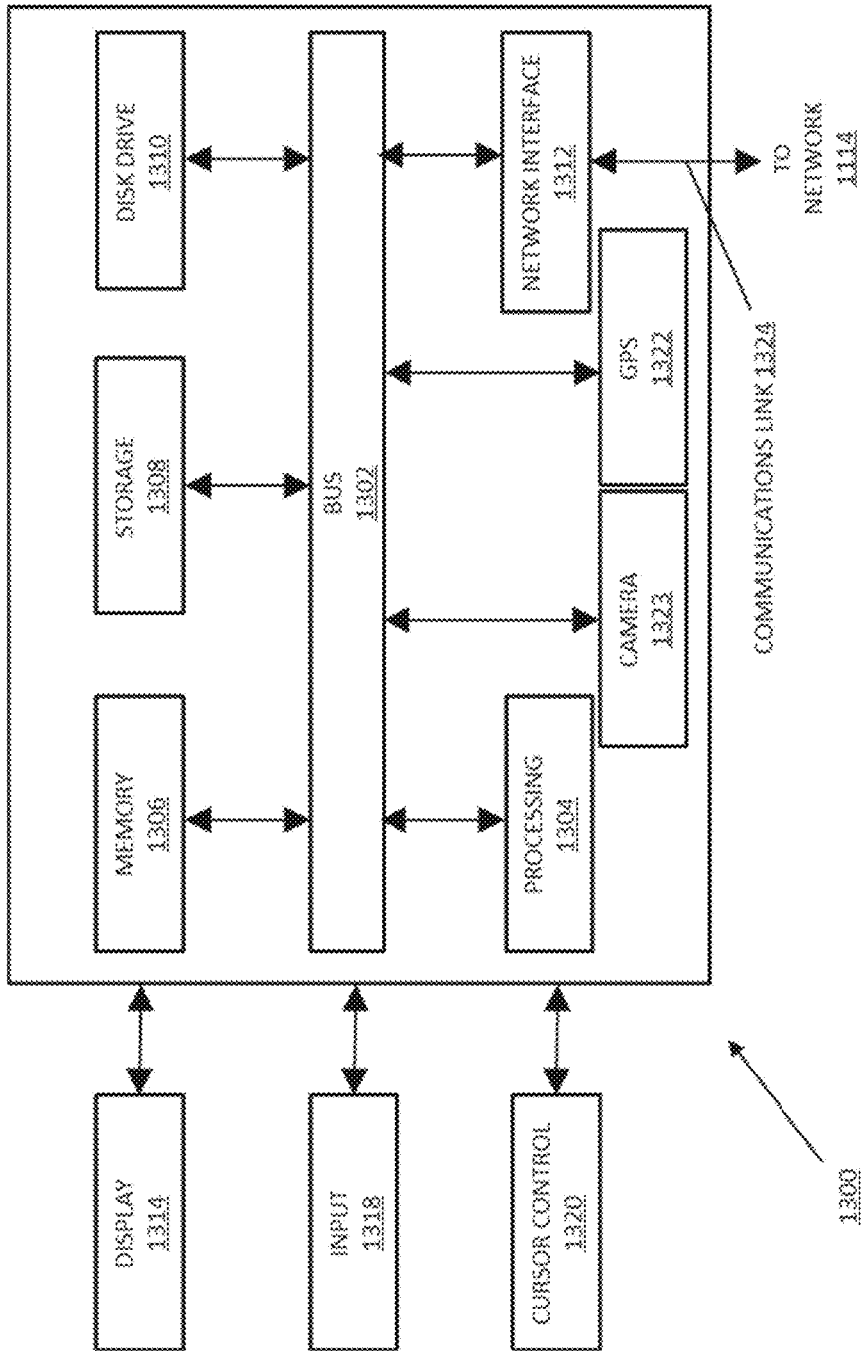 DISPLAY
1314
INPUT
1318
CURSOR CONTROL
1320
MEMORY
1306
STORAGE
1308
DISK DRIVE
1310
BUS
1302
PROCESSING
1304
CAMERA
1323
GPS
1322
NETWORK INTERFACE
1312
COMMUNICATIONS LINK 1324
TO
NETWORK
1114
1300